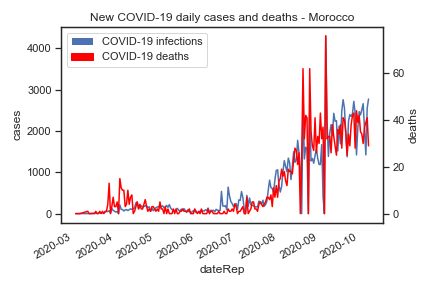 New COVID-19 daily cases and deaths - Morocco
COVID-19 infections
COVID-19 deaths
4000
3000
2000
1000
0
cases
60
40
20
0
deaths
2020-03
2020-04
2020-05
2020-06
2020-07
2020-08
2020-09
2020-10
dateRep